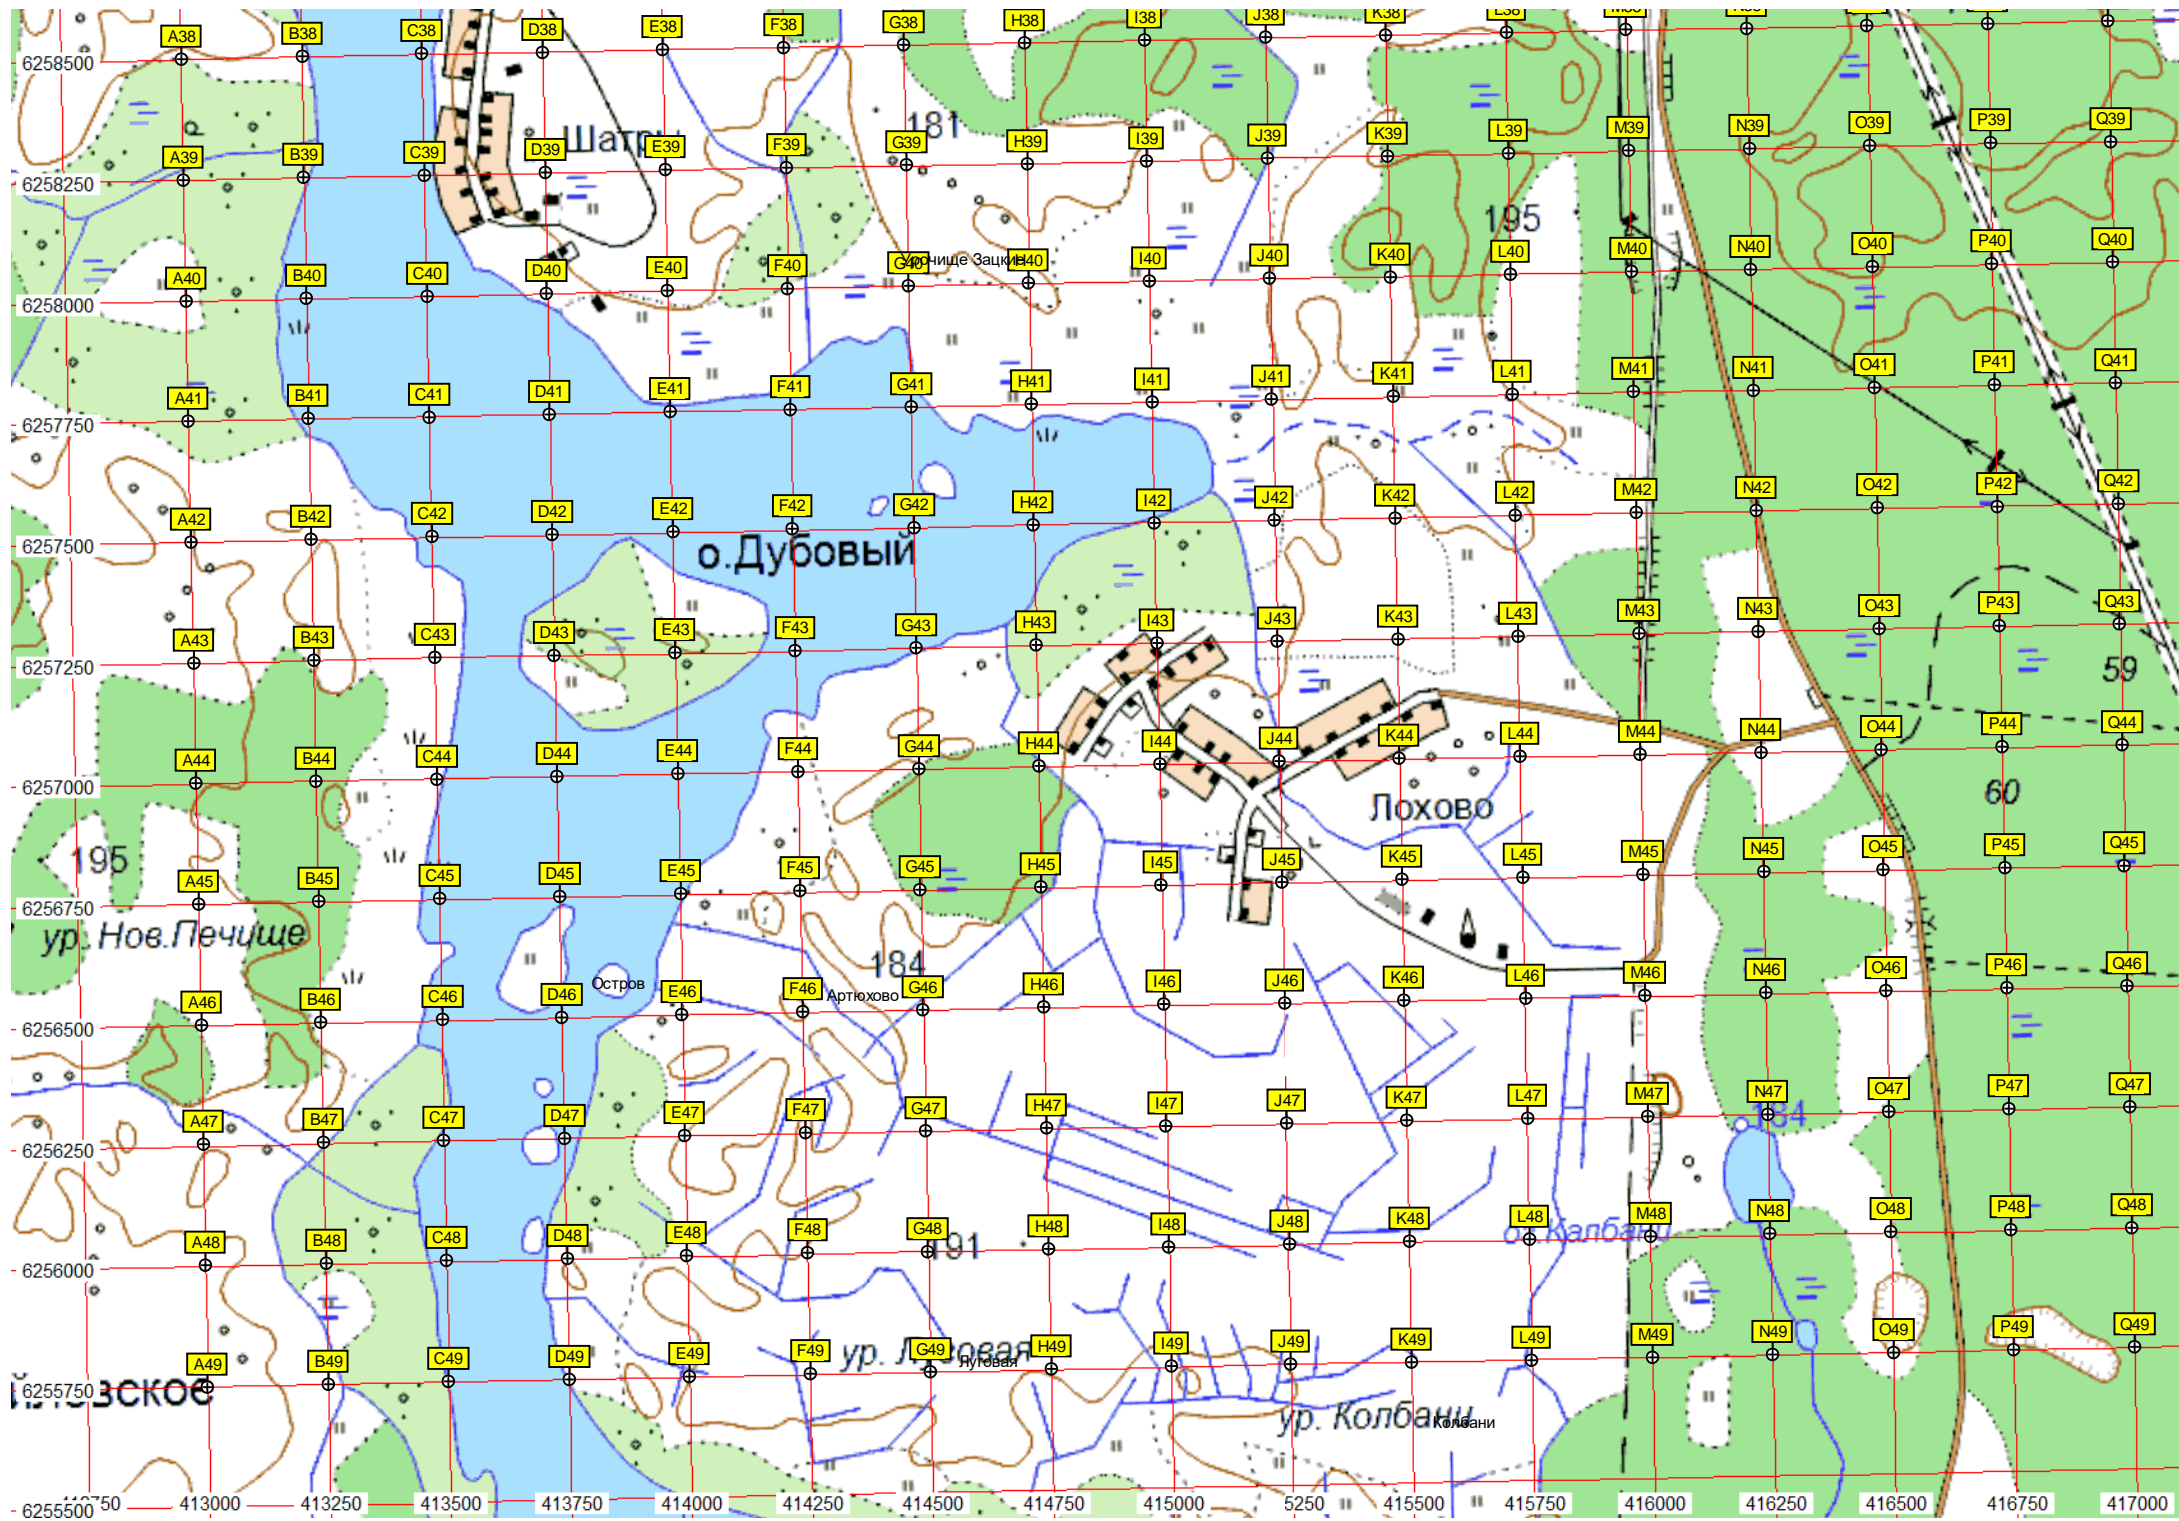 A38 B38 C38 D38 E38 F38 G38 H38 I38 J38 K38 L38
6258500
Шатры
181
A39 B39 C39 D39 E39 F39 G39 H39 I39 J39 K39 L39 M39 N39 O39 P39 Q39
6258250
195
A40 B40 C40 D40 E40 F40 G40 H40 I40 J40 K40 L40 M40 N40 O40 P40 Q40
6258000
A41 B41 C41 D41 E41 F41 G41 H41 I41 J41 K41 L41 M41 N41 O41 P41 Q41
6257750
A42 B42 C42 D42 E42 F42 G42 H42 I42 J42 K42 L42 M42 N42 O42 P42 Q42
6257500
о.Дубовый
A43 B43 C43 D43 E43 F43 G43 H43 I43 J43 K43 L43 M43 N43 O43 P43 Q43
6257250
59
A44 B44 C44 D44 E44 F44 G44 H44 I44 J44 K44 L44 M44 N44 O44 P44 Q44
6257000
60
Лохово
195
A45 B45 C45 D45 E45 F45 G45 H45 I45 J45 K45 L45 M45 N45 O45 P45 Q45
6256750
ур. Нов.Печище
184
Остров
Артюхово
A46 B46 C46 D46 E46 F46 G46 H46 I46 J46 K46 L46 M46 N46 O46 P46 Q46
6256500
A47 B47 C47 D47 E47 F47 G47 H47 I47 J47 K47 L47 M47 N47 O47 P47 Q47
184
6256250
A48 B48 C48 D48 E48 F48 G48 H48 I48 J48 K48 L48 M48 N48 O48 P48 Q48
191
6256000
A49 B49 C49 D49 E49 F49 G49 H49 I49 J49 K49 L49 M49 N49 O49 P49 Q49
Луговая
6255750
ур. Колбани
Колбани
6255500
413000 413250 413500 413750 414000 414250 414500 414750 415000 415500 415750 416000 416250 416500 416750 417000